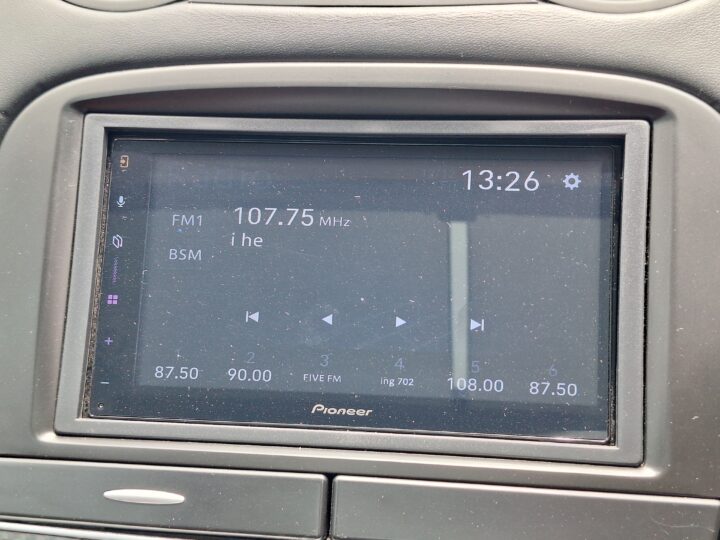 13:26
FM1 107.75 MHz
i he
BSM
1 2 3 4 5 6
87.50 90.00 FIVE FM ing 702 108.00 87.50
Pioneer